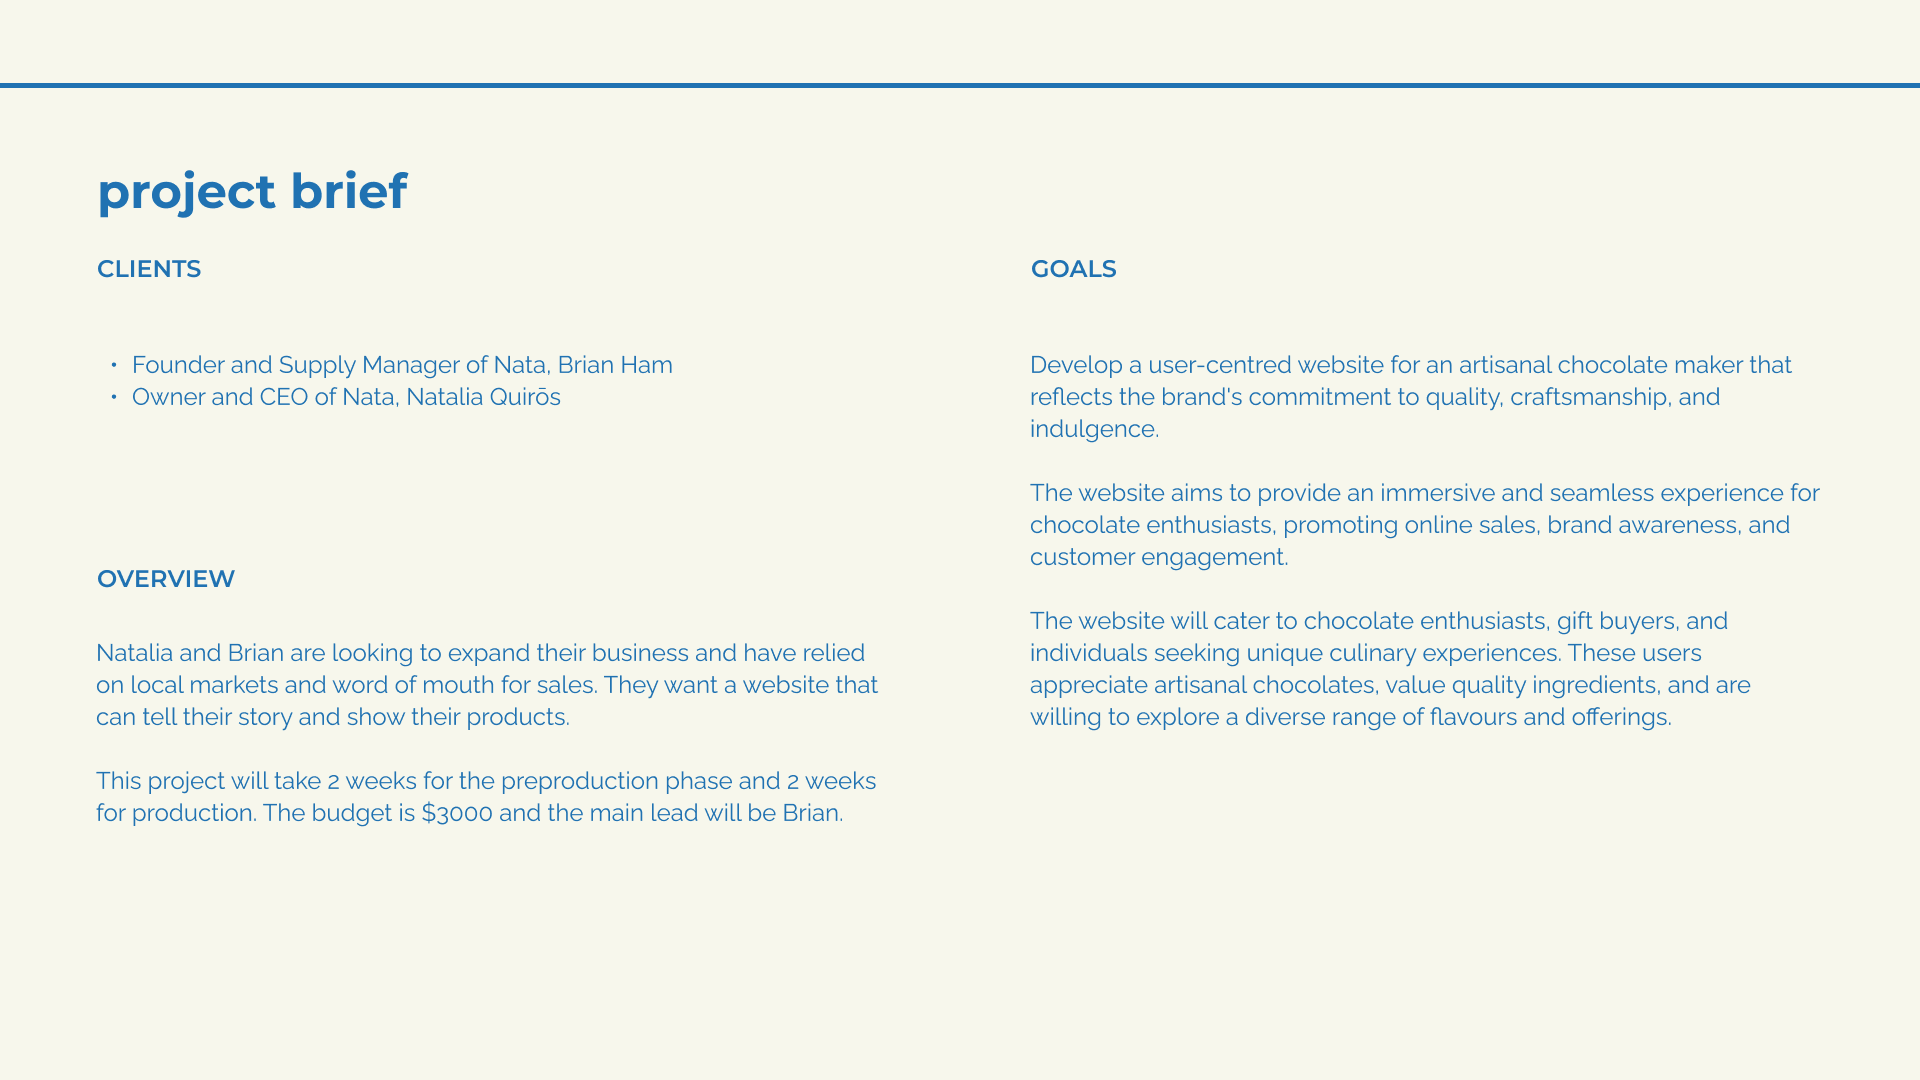 project brief
CLIENTS
• Founder and Supply Manager of Nata, Brian Ham
• Owner and CEO of Nata, Natalia Quirōs
OVERVIEW
Natalia and Brian are looking to expand their business and have relied
on local markets and word of mouth for sales. They want a website that
can tell their story and show their products.
This project will take 2 weeks for the preproduction phase and 2 weeks
for production. The budget is $3000 and the main lead will be Brian.
GOALS
Develop a user-centred website for an artisanal chocolate maker that
reflects the brand's commitment to quality, craftsmanship, and
indulgence.
The website aims to provide an immersive and seamless experience for
chocolate enthusiasts, promoting online sales, brand awareness, and
customer engagement.
The website will cater to chocolate enthusiasts, gift buyers, and
individuals seeking unique culinary experiences. These users
appreciate artisanal chocolates, value quality ingredients, and are
willing to explore a diverse range of flavours and offerings.